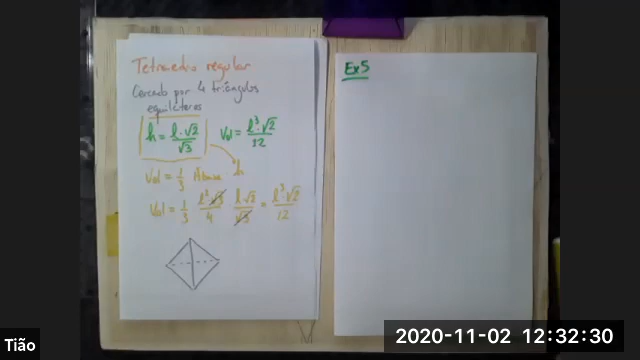 Tetraedro regular
Cercado por 4 triângulos
equiláteros
h = l·√2/√3 Vol = l³·√2/12
Vol = 1/3 Abase h
Vol = 1/3 l²√3/4 l·√2/√3 = l³·√2/12
Ex5
Tião
2020-11-02 12:32:30